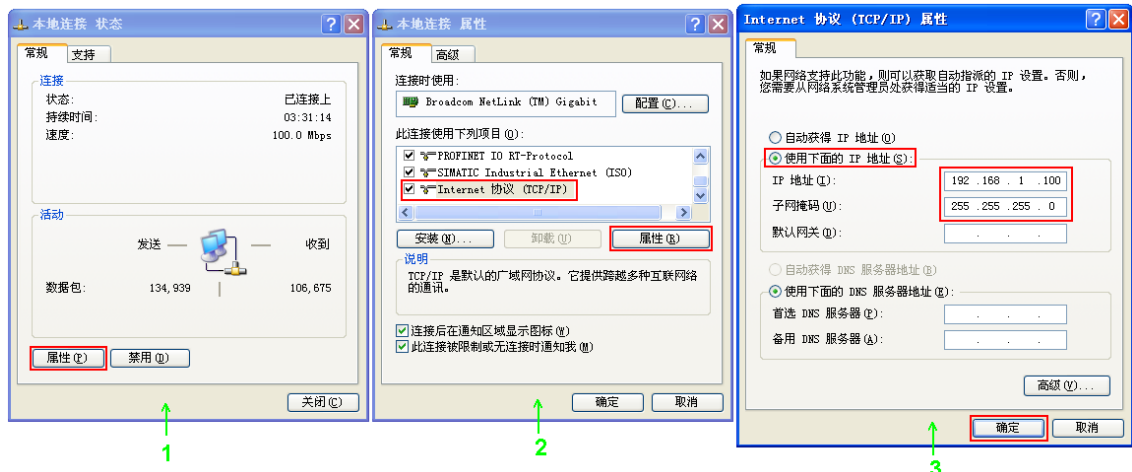 本地连接 状态
常规
支持
连接
状态:
已连接上
持续时间:
03:31:14
速度:
100.0 Mbps
活动
发送
收到
数据包:
134,939
106,675
属性(P)
禁用(D)
关闭(C)
1
本地连接 属性
常规
高级
连接时使用:
Broadcom NetLink (TM) Gigabit
配置(C)...
此连接使用下列项目(O):
PROFINET IO RT-Protocol
SIMATIC Industrial Ethernet (ISO)
Internet 协议 (TCP/IP)
安装(N)...
卸载(U)
属性(R)
说明
TCP/IP 是默认的广域网协议。它提供跨越多种互联网络
的通讯。
连接后在通知区域显示图标(W)
此连接被限制或无连接时通知我(M)
确定
取消
2
Internet 协议 (TCP/IP) 属性
常规
如果网络支持此功能，则可以获取自动指派的 IP 设置。否则，
您需要从网络系统管理员处获得适当的 IP 设置。
自动获得 IP 地址(O)
使用下面的 IP 地址(S):
IP 地址(I):
192 .168 . 1 .100
子网掩码(U):
255 .255 .255 . 0
默认网关(D):
自动获得 DNS 服务器地址(B)
使用下面的 DNS 服务器地址(E):
首选 DNS 服务器(P):
备用 DNS 服务器(A):
高级(V)...
确定
取消
3